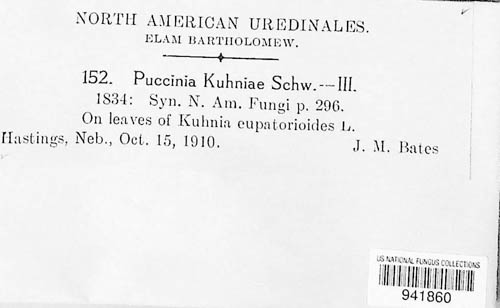 NORTH AMERICAN UREDINALES.
ELAM BARTHOLOMEW.
152. Puccinia Kuhniae Schw.—III.
1834: Syn. N. Am. Fungi p. 296.
On leaves of Kuhnia eupatorioides L.
Hastings, Neb., Oct. 15, 1910. J. M. Bates
US NATIONAL FUNGUS COLLECTIONS
941860